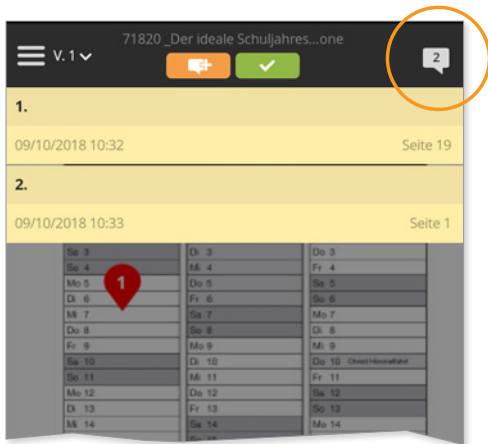 71820 _Der ideale Schuljahres...one
V. 1
2
1.
09/10/2018 10:32 Seite 19
2.
09/10/2018 10:33 Seite 1
Sa 3 Di 3 Do 3
So 4 Mi 4 Fr 4
Mo 5 Do 5 Sa 5
1
Di 6 Fr 6 So 6
Mi 7 Sa 7 Mo 7
Do 8 So 8 Di 8
Fr 9 Mo 9 Mi 9
Sa 10 Di 10 Do 10 Christi Himmelfahrt
So 11 Mi 11 Fr 11
Mo 12 Do 12 Sa 12
Di 13 Fr 13 So 13
Mi 14 Sa 14 Mo 14
So 15